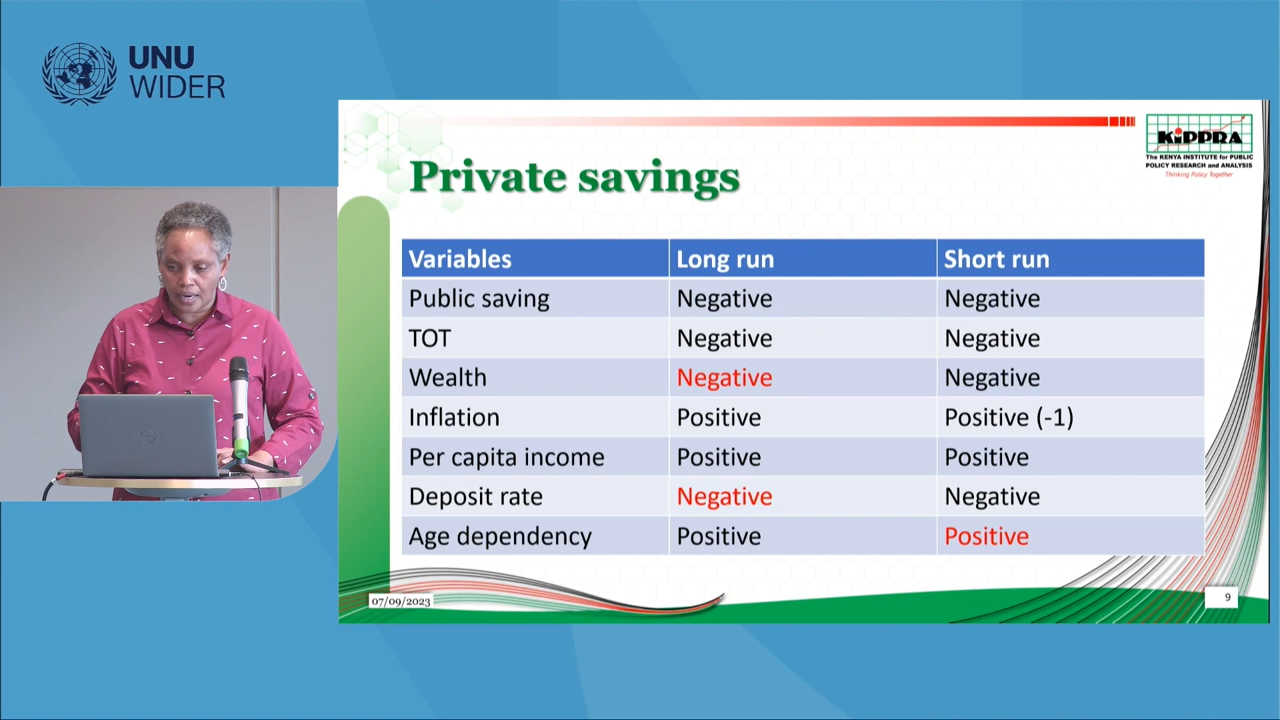 UNU
WIDER
KIPPRA
The KENYA INSTITUTE for PUBLIC
POLICY RESEARCH and ANALYSIS
Thinking Policy Together
Private savings
Variables Long run Short run
Public saving Negative Negative
TOT Negative Negative
Wealth Negative Negative
Inflation Positive Positive (-1)
Per capita income Positive Positive
Deposit rate Negative Negative
Age dependency Positive Positive
07/09/2023
9